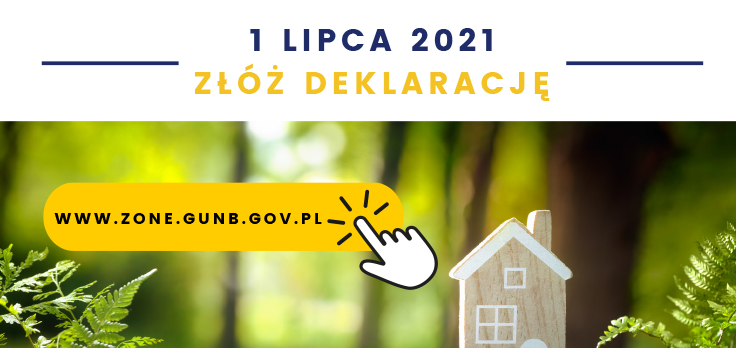 1 LIPCA 2021
ZŁÓŻ DEKLARACJĘ
WWW.ZONE.GUNB.GOV.PL